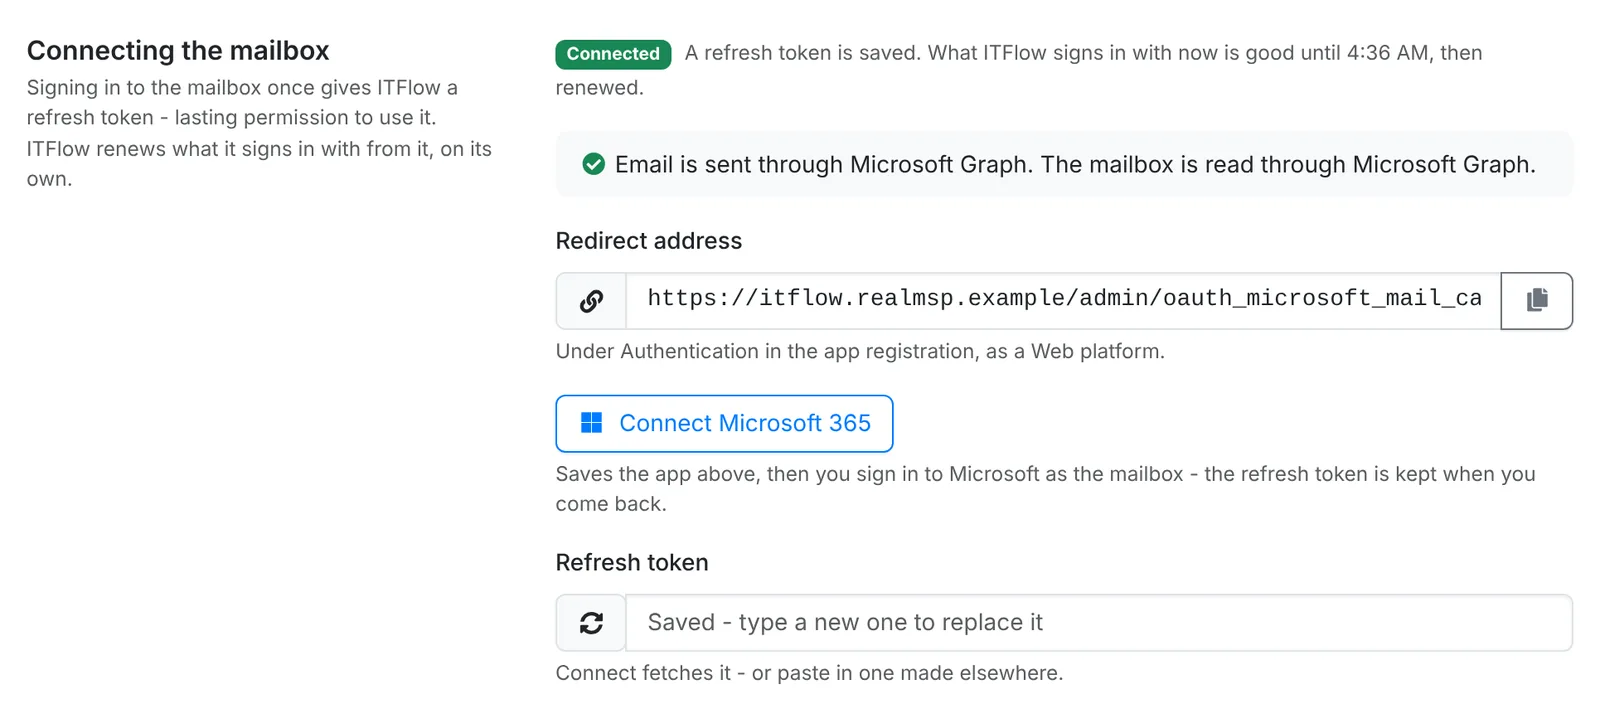 Connecting the mailbox
Signing in to the mailbox once gives ITFlow a
refresh token - lasting permission to use it.
ITFlow renews what it signs in with from it, on its
own.
Connected A refresh token is saved. What ITFlow signs in with now is good until 4:36 AM, then
renewed.
Email is sent through Microsoft Graph. The mailbox is read through Microsoft Graph.
Redirect address
https://itflow.realmsp.example/admin/oauth_microsoft_mail_ca
Under Authentication in the app registration, as a Web platform.
Connect Microsoft 365
Saves the app above, then you sign in to Microsoft as the mailbox - the refresh token is kept when you
come back.
Refresh token
Saved - type a new one to replace it
Connect fetches it - or paste in one made elsewhere.